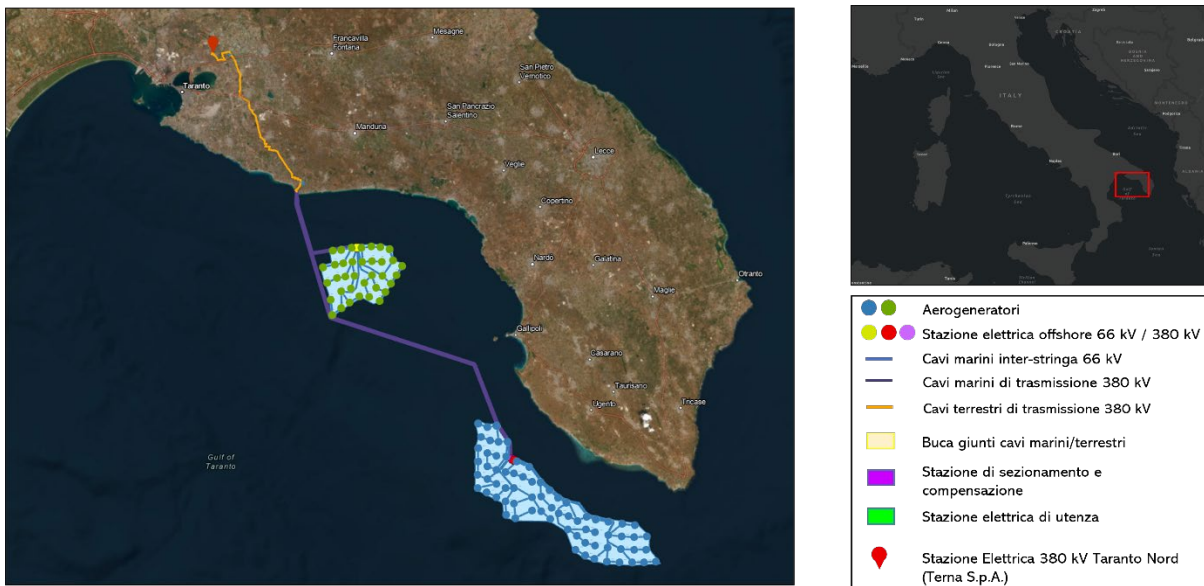 Francavilla
Fontana
Mesagne
San Pietro
Vernotico
Taranto
San Pancrazio
Salentino
Manduria
Lecce
Veglie
Copertino
Nardo
Galatina
Otranto
Maglie
Gallipoli
Casarano
Taurisano
Ugento
Tricase
Gulf of
Taranto
ITALY
CROATIA
Aerogeneratori
Stazione elettrica offshore 66 kV / 380 kV
Cavi marini inter-stringa 66 kV
Cavi marini di trasmissione 380 kV
Cavi terrestri di trasmissione 380 kV
Buca giunti cavi marini/terrestri
Stazione di sezionamento e
compensazione
Stazione elettrica di utenza
Stazione Elettrica 380 kV Taranto Nord
(Terna S.p.A.)